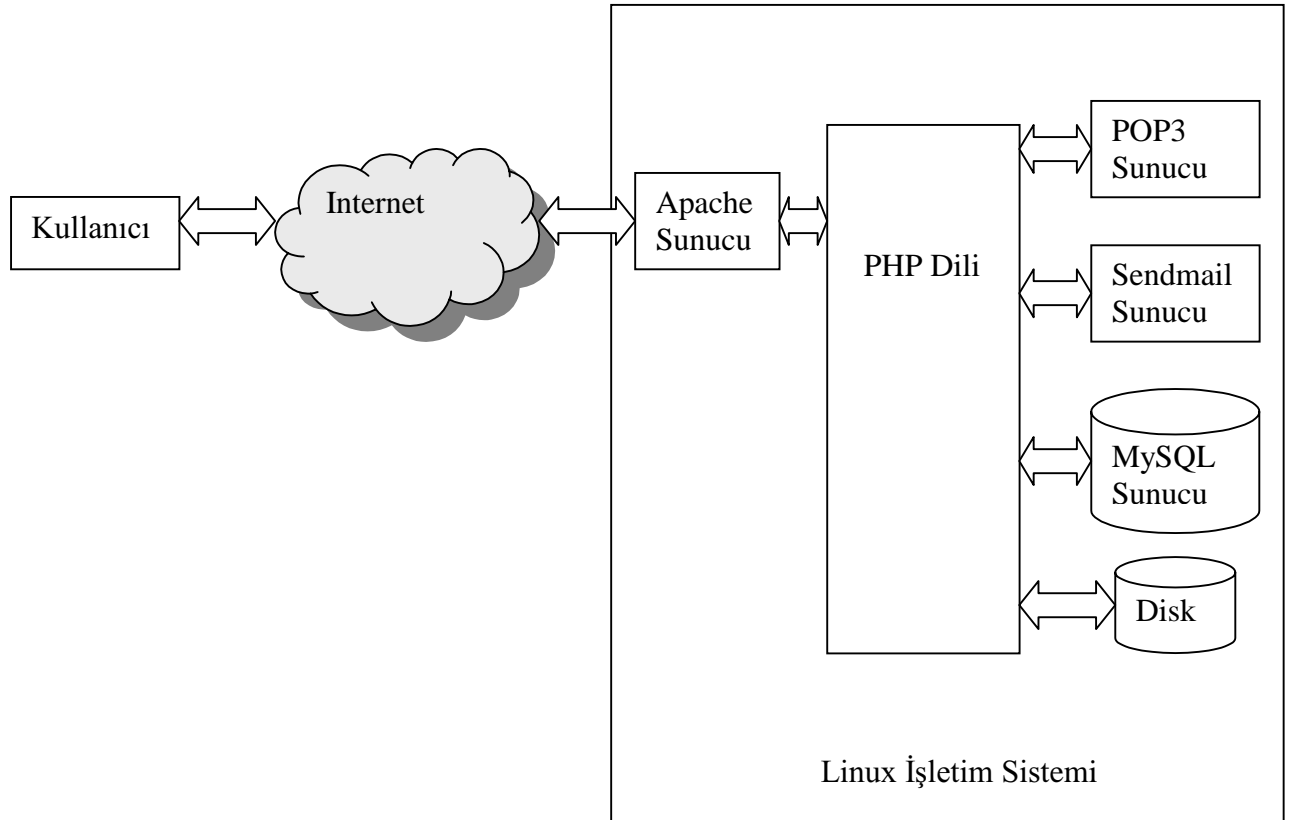 Kullanıcı
Internet
Apache
Sunucu
PHP Dili
POP3
Sunucu
Sendmail
Sunucu
MySQL
Sunucu
Disk
Linux İşletim Sistemi